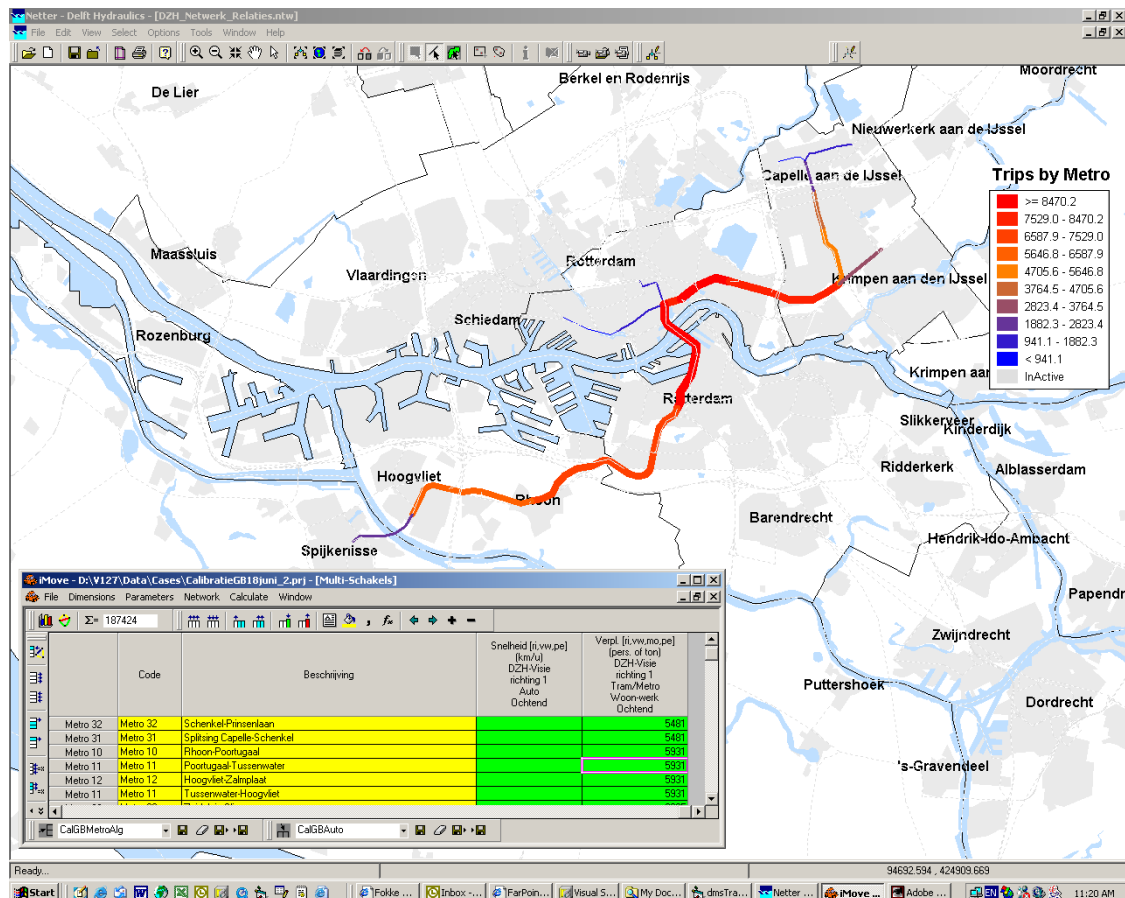 Netter - Delft Hydraulics - [DZH_Netwerk_Relaties.ntw]
File Edit View Select Options Tools Window Help
De Lier
Berkel en Rodenrijs
Moordrecht
Nieuwerkerk aan de IJssel
Capelle aan de IJssel
Trips by Metro
>= 8470.2
7529.0 - 8470.2
6587.9 - 7529.0
5646.8 - 6587.9
4705.6 - 5646.8
3764.5 - 4705.6
2823.4 - 3764.5
1882.3 - 2823.4
941.1 - 1882.3
< 941.1
InActive
Maassluis
Vlaardingen
Rotterdam
Krimpen aan den IJssel
Schiedam
Rozenburg
Krimpen aan
Rotterdam
Slikkerveer
Kinderdijk
Ridderkerk
Alblasserdam
Hoogvliet
Rhoon
Barendrecht
Hendrik-Ido-Ambacht
Spijkenisse
Papendr
Zwijndrecht
Puttershoek
Dordrecht
's-Gravendeel
iMove - D:\V127\Data\Cases\CalibratieGB18juni_2.prj - [Multi-Schakels]
File Dimensions Parameters Network Calculate Window
Σ= 187424
Code Beschrijving
Snelheid [ri,vw,pe]
(km/u)
DZH-Visie
richting 1
Auto
Ochtend
Verpl. [ri,vw,mo,pe]
(pers. of ton)
DZH-Visie
richting 1
Tram/Metro
Woon-werk
Ochtend
Metro 32 Metro 32 Schenkel-Prinsenlaan 5481
Metro 31 Metro 31 Splitsing Capelle-Schenkel 5481
Metro 10 Metro 10 Rhoon-Poortugaal 5931
Metro 11 Metro 11 Poortugaal-Tussenwater 5931
Metro 12 Metro 12 Hoogvliet-Zalmplaat 5931
Metro 11 Metro 11 Tussenwater-Hoogvliet 5931
CalGBMetroAlg CalGBAuto
Ready... 94692.594 , 424909.669
Start Fokke ... Inbox -... FarPoin... Visual S... My Doc... dmsTra... Netter ... iMove ... Adobe ... EN 11:20 AM